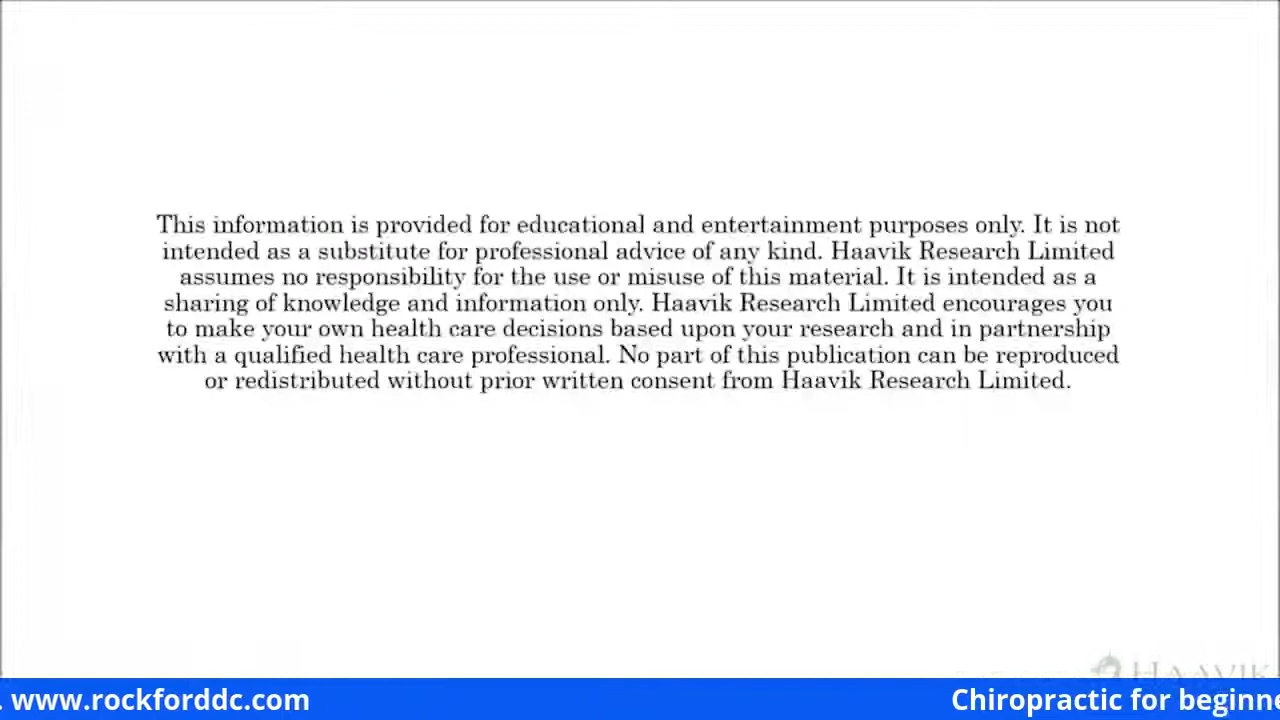 This information is provided for educational and entertainment purposes only. It is not
intended as a substitute for professional advice of any kind. Haavik Research Limited
assumes no responsibility for the use or misuse of this material. It is intended as a
sharing of knowledge and information only. Haavik Research Limited encourages you
to make your own health care decisions based upon your research and in partnership
with a qualified health care professional. No part of this publication can be reproduced
or redistributed without prior written consent from Haavik Research Limited.
HAAVIK
. www.rockforddc.com Chiropractic for beginne